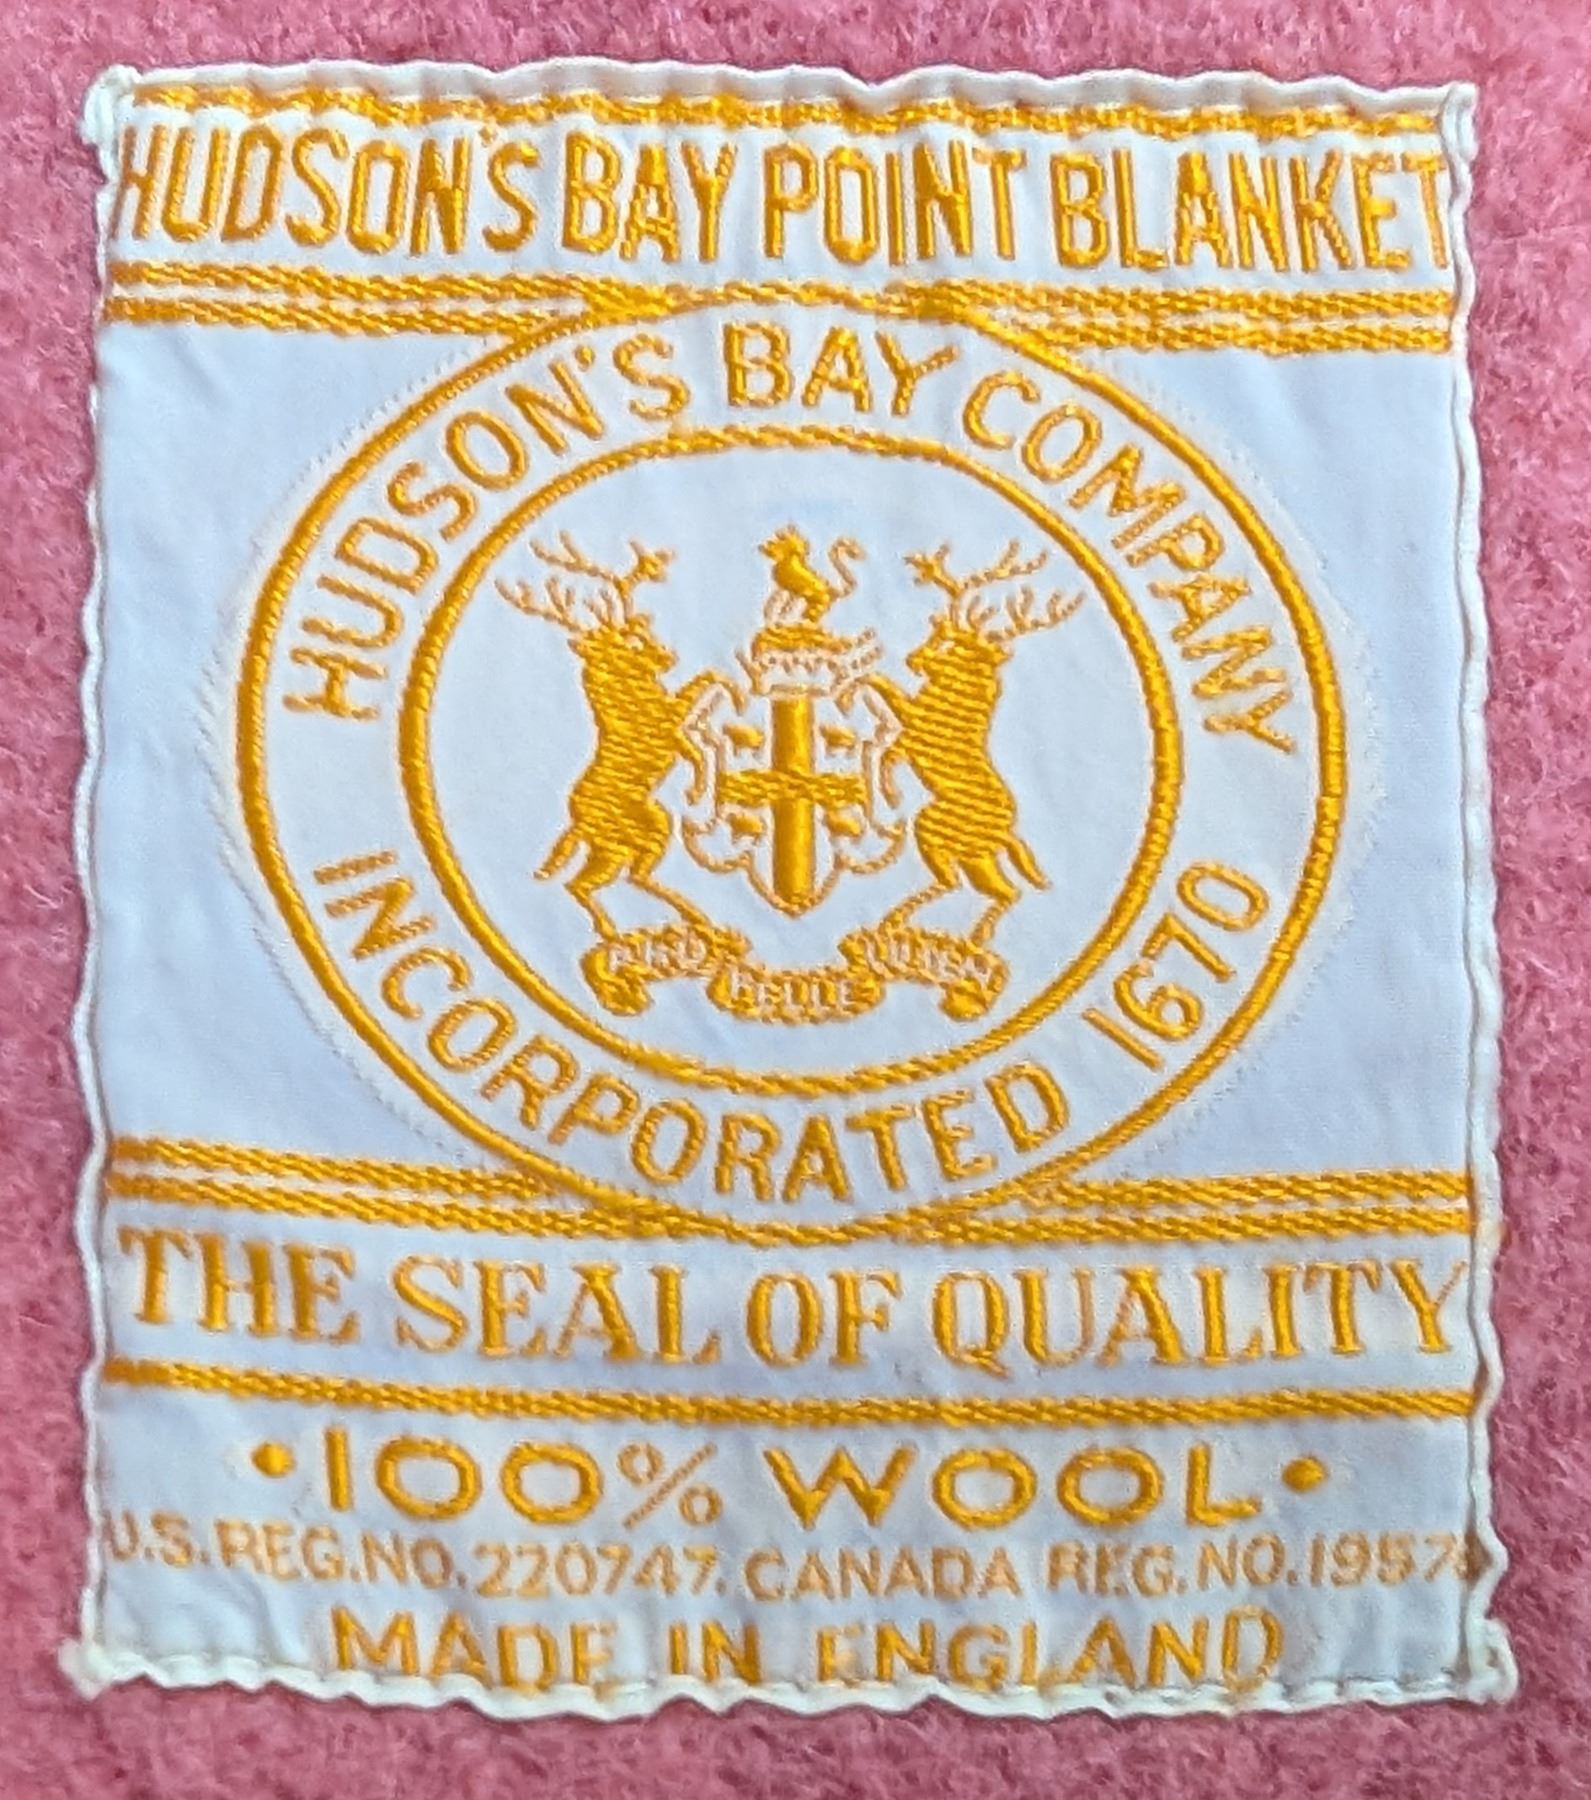 HUDSON'S BAY POINT BLANKET
HUDSON'S BAY COMPANY
INCORPORATED 1670
THE SEAL OF QUALITY
•100% WOOL•
U.S. REG. NO. 220747. CANADA REG. NO.
MADE IN ENGLAND